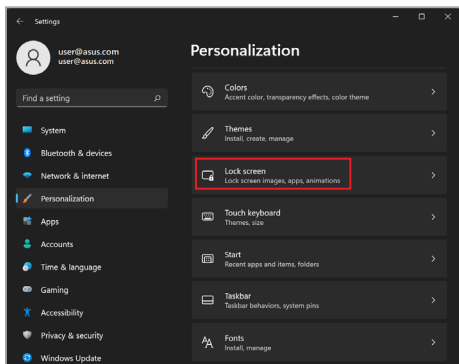 Settings
user@asus.com
user@asus.com
Find a setting
System
Bluetooth & devices
Network & internet
Personalization
Apps
Accounts
Time & language
Gaming
Accessibility
Privacy & security
Windows Update
Personalization
Colors
Accent color, transparency effects, color theme
Themes
Install, create, manage
Lock screen
Lock screen images, apps, animations
Touch keyboard
Themes, size
Start
Recent apps and items, folders
Taskbar
Taskbar behaviors, system pins
Fonts
Install, manage